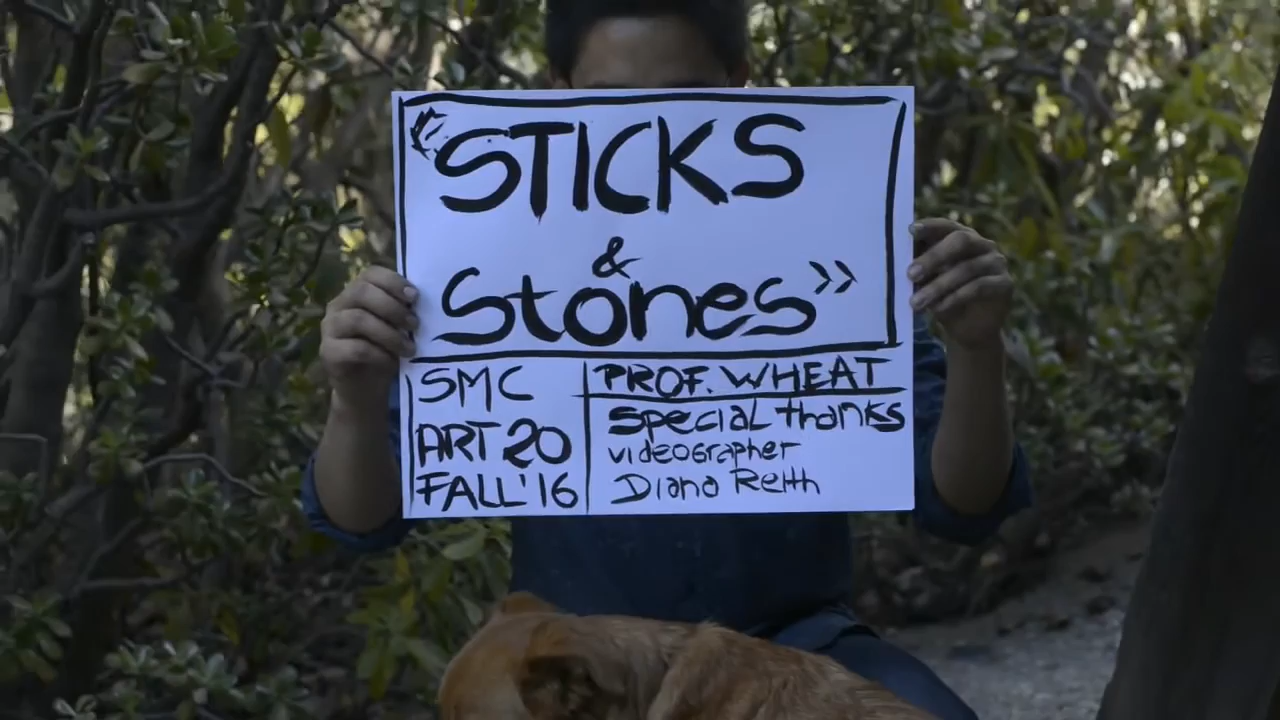 "STICKS
&
Stones"
SMC
ART 20
FALL '16
PROF. WHEAT
Special thanks
videographer
Diana Reith